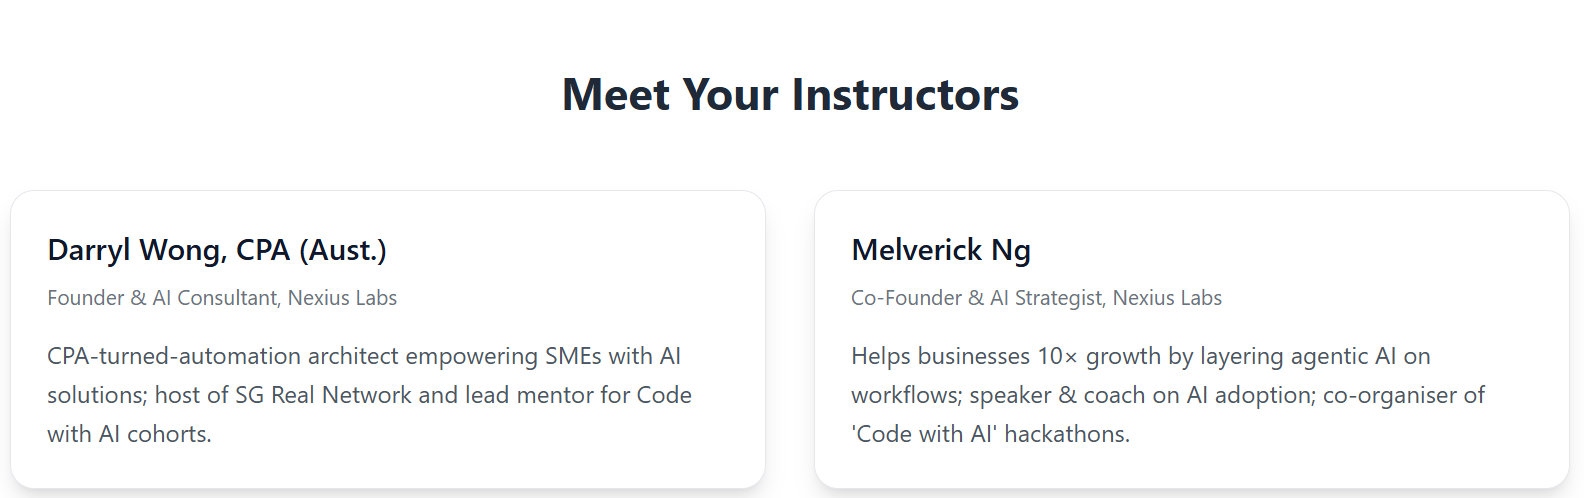 Meet Your Instructors
Darryl Wong, CPA (Aust.)
Founder & AI Consultant, Nexius Labs
CPA-turned-automation architect empowering SMEs with AI
solutions; host of SG Real Network and lead mentor for Code
with AI cohorts.
Melverick Ng
Co-Founder & AI Strategist, Nexius Labs
Helps businesses 10× growth by layering agentic AI on
workflows; speaker & coach on AI adoption; co-organiser of
'Code with AI' hackathons.